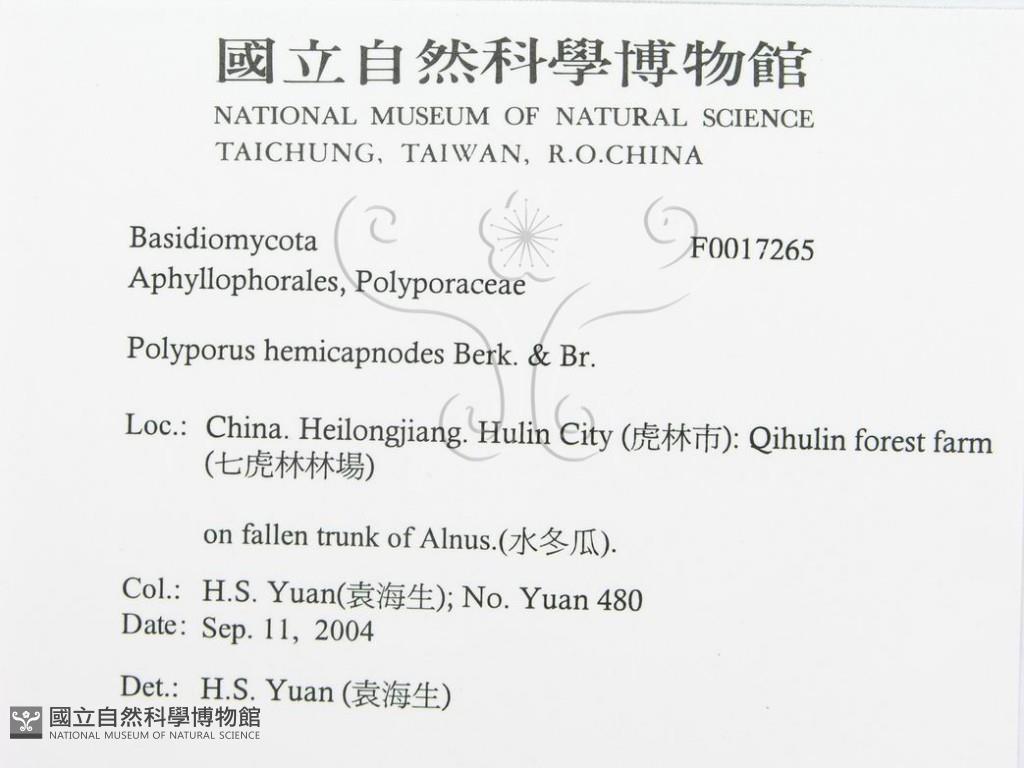 國立自然科學博物館
NATIONAL MUSEUM OF NATURAL SCIENCE
TAICHUNG, TAIWAN, R.O.CHINA
Basidiomycota F0017265
Aphyllophorales, Polyporaceae
Polyporus hemicapnodes Berk. & Br.
Loc.: China. Heilongjiang. Hulin City (虎林市): Qihulin forest farm
(七虎林林場)
on fallen trunk of Alnus.(水冬瓜).
Col.: H.S. Yuan(袁海生); No. Yuan 480
Date: Sep. 11, 2004
Det.: H.S. Yuan (袁海生)
國立自然科學博物館
NATIONAL MUSEUM OF NATURAL SCIENCE